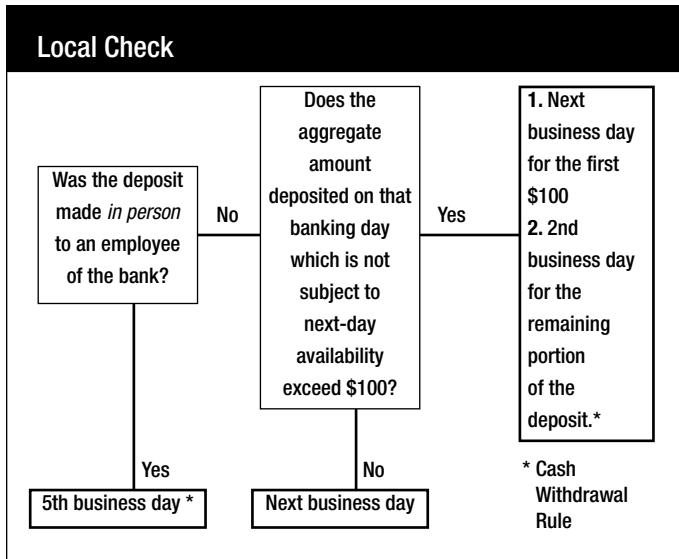 Local Check
Was the deposit
made in person
to an employee
of the bank?
No
Does the
aggregate
amount
deposited on that
banking day
which is not
subject to
next-day
availability
exceed $100?
Yes
1. Next
business day
for the first
$100
2. 2nd
business day
for the
remaining
portion
of the
deposit.*
Yes
5th business day *
No
Next business day
* Cash
Withdrawal
Rule